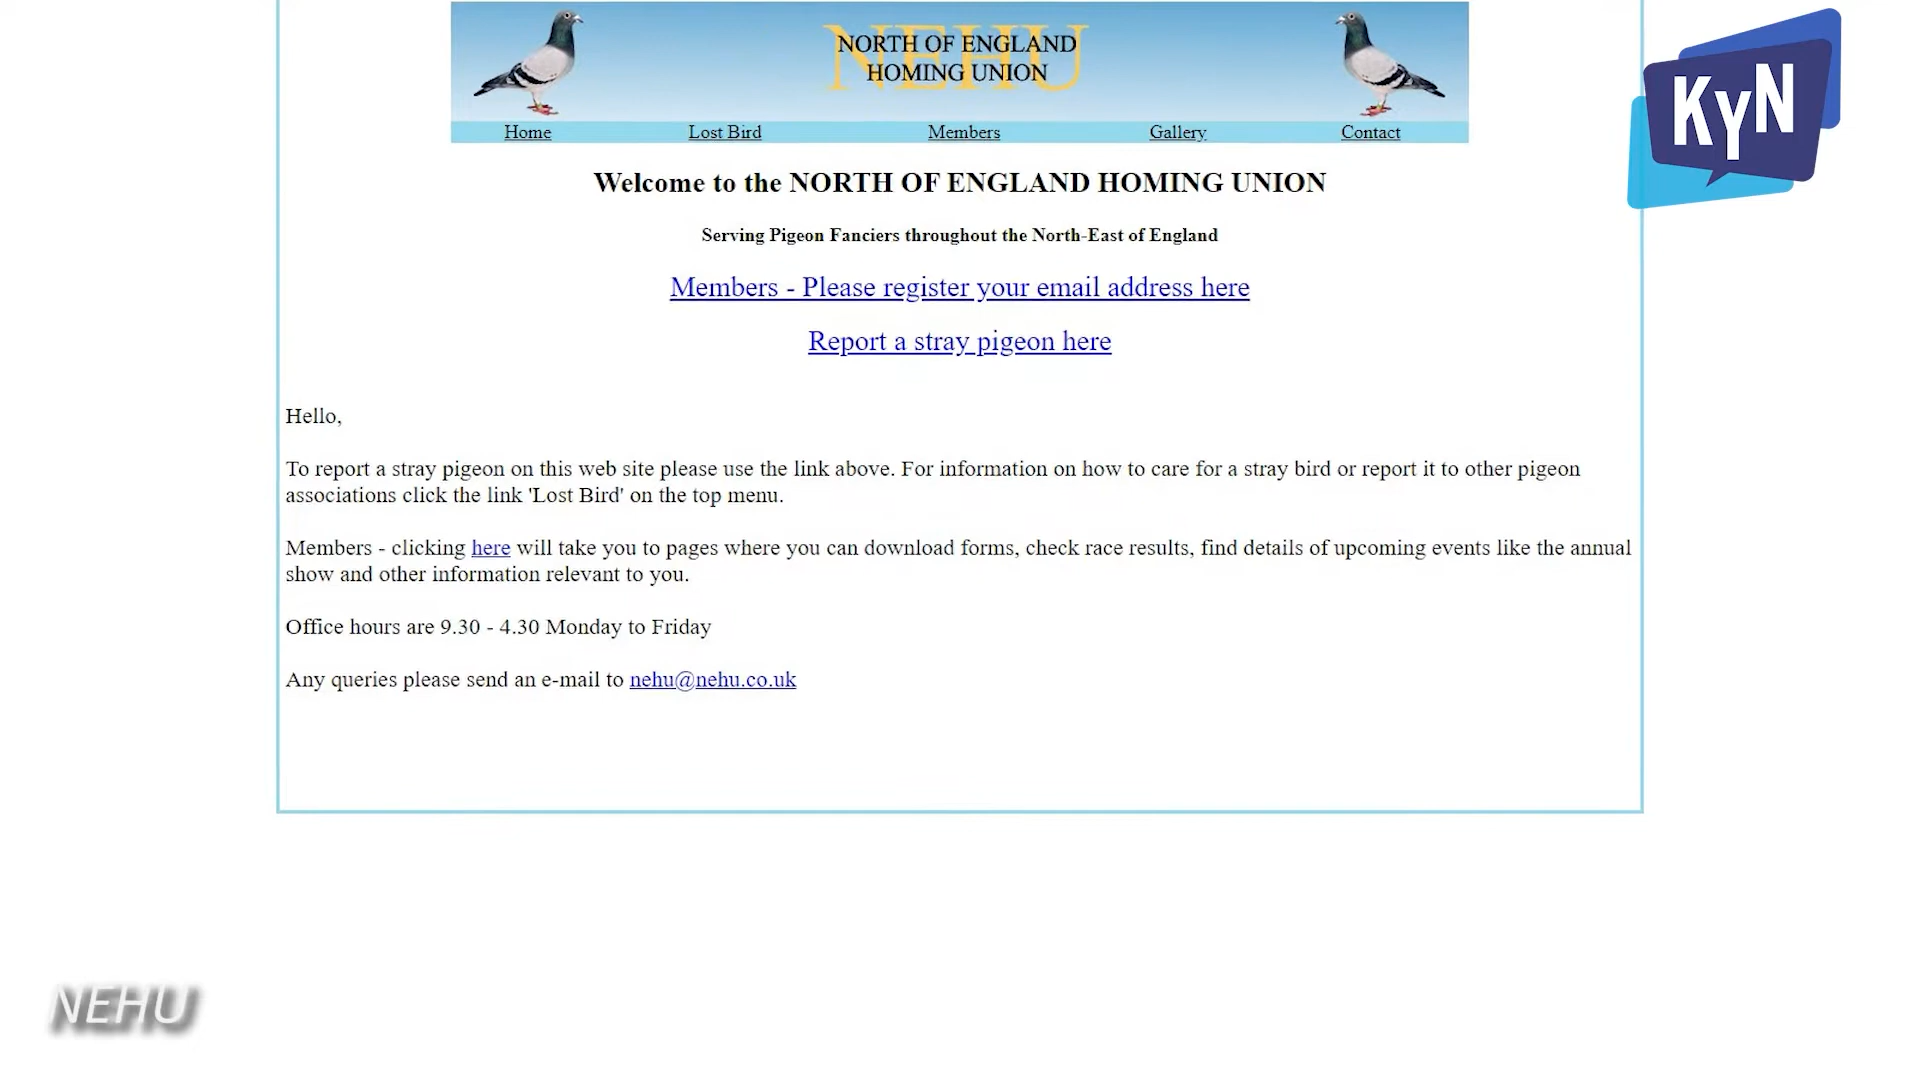 NEHU
NORTH OF ENGLAND
HOMING UNION
KyN
Home Lost Bird Members Gallery Contact
Welcome to the NORTH OF ENGLAND HOMING UNION
Serving Pigeon Fanciers throughout the North-East of England
Members - Please register your email address here
Report a stray pigeon here
Hello,
To report a stray pigeon on this web site please use the link above. For information on how to care for a stray bird or report it to other pigeon
associations click the link 'Lost Bird' on the top menu.
Members - clicking here will take you to pages where you can download forms, check race results, find details of upcoming events like the annual
show and other information relevant to you.
Office hours are 9.30 - 4.30 Monday to Friday
Any queries please send an e-mail to nehu@nehu.co.uk
NEHU